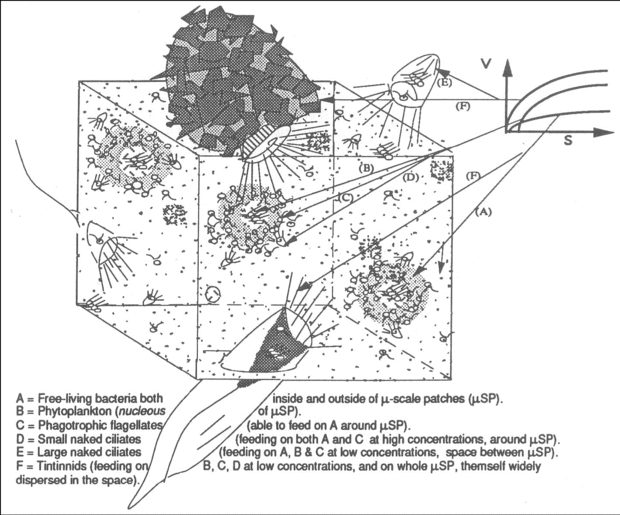 V
(E)
(F)
S
(B)
(D)
(F)
(C)
(A)
A = Free-living bacteria both inside and outside of µ-scale patches (µSP).
B = Phytoplankton (nucleous of µSP).
C = Phagotrophic flagellates (able to feed on A around µSP).
D = Small naked ciliates (feeding on both A and C at high concentrations, around µSP).
E = Large naked ciliates (feeding on A, B & C at low concentrations, space between µSP).
F = Tintinnids (feeding on B, C, D at low concentrations, and on whole µSP, themself widely
dispersed in the space).